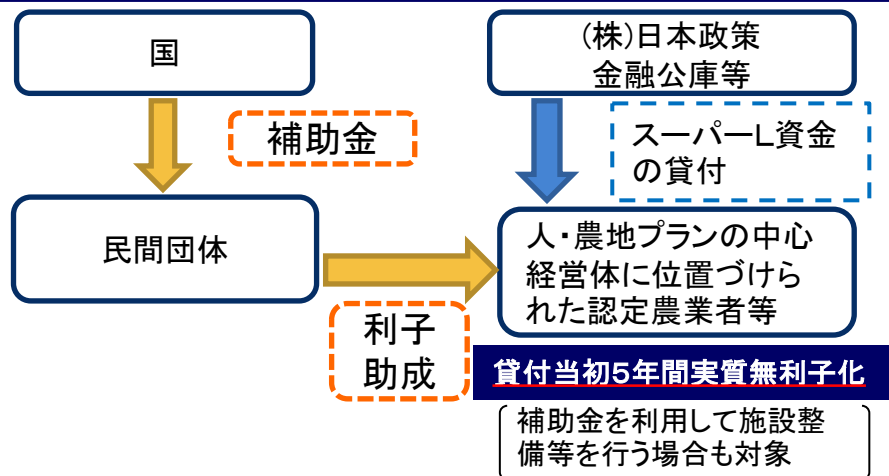 国
(株)日本政策
金融公庫等
補助金
スーパーL資金
の貸付
民間団体
人・農地プランの中心
経営体に位置づけら
れた認定農業者等
利子
助成
貸付当初5年間実質無利子化
補助金を利用して施設整
備等を行う場合も対象